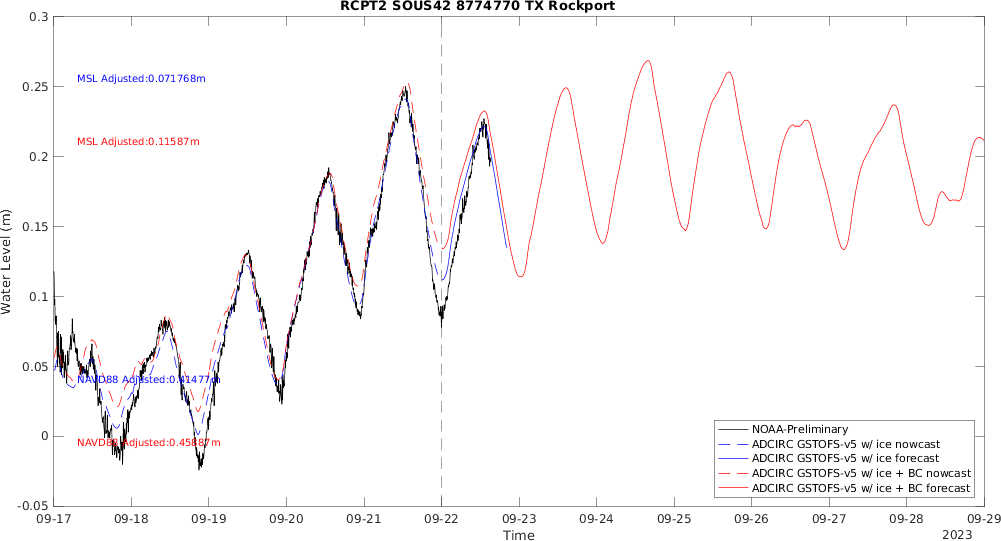 RCPT2 SOUS42 8774770 TX Rockport
0.3
0.25
0.2
0.15
0.1
0.05
0
-0.05
Water Level (m)
MSL Adjusted:0.071768m
MSL Adjusted:0.11587m
NAVD88 Adjusted:0.41477m
NAVD88 Adjusted:0.45887m
NOAA-Preliminary
ADCIRC GSTOFS-v5 w/ ice nowcast
ADCIRC GSTOFS-v5 w/ ice forecast
ADCIRC GSTOFS-v5 w/ ice + BC nowcast
ADCIRC GSTOFS-v5 w/ ice + BC forecast
09-17 09-18 09-19 09-20 09-21 09-22 09-23 09-24 09-25 09-26 09-27 09-28 09-29
Time
2023